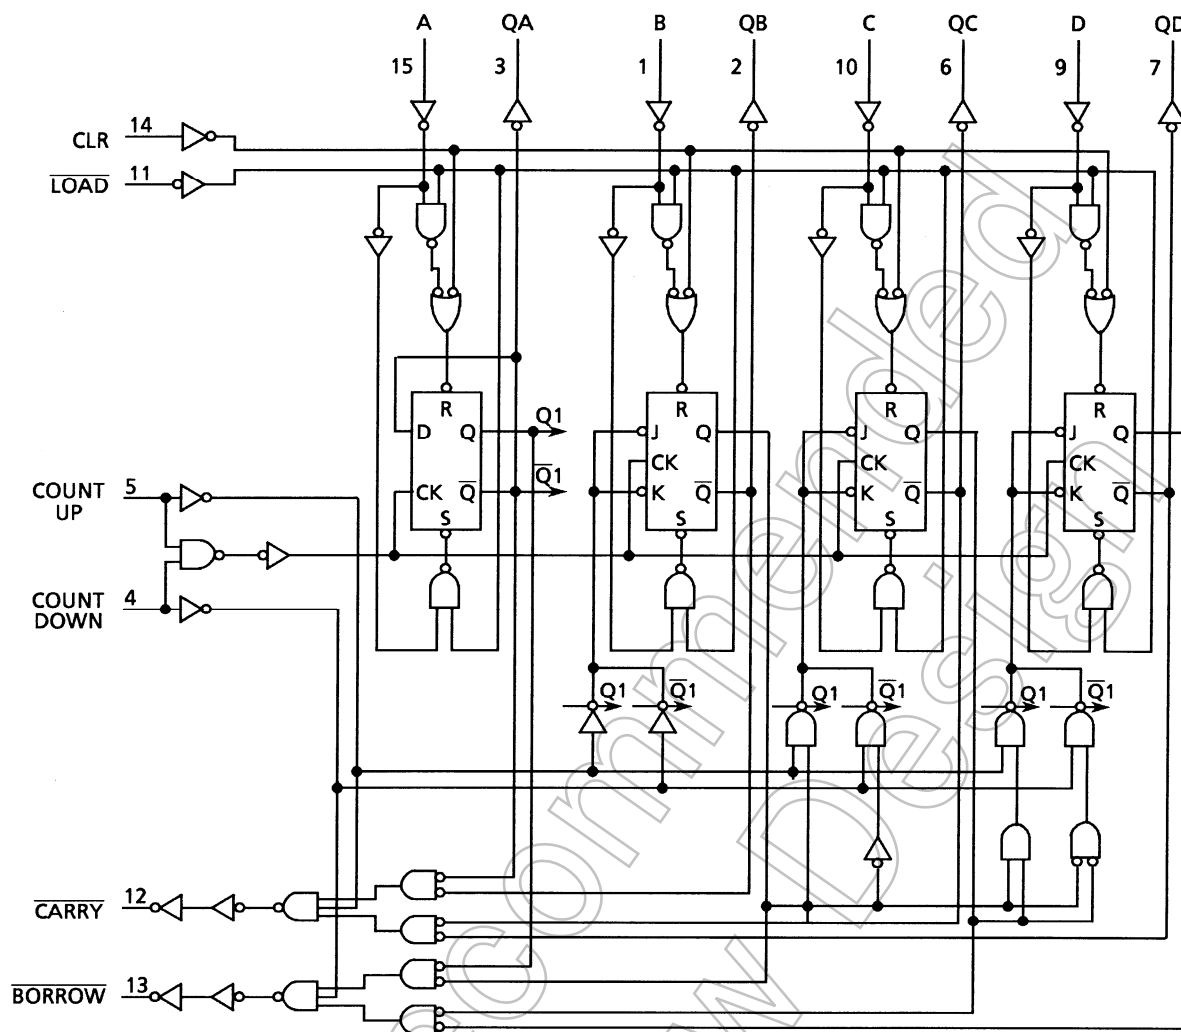 A QA B QB C QC D QD
15 3 1 2 10 6 9 7
CLR 14
LOAD 11
R R R R
D Q Q1 J Q J Q J Q
CK CK CK
CK Q Q1 K Q K Q K Q
S S S S
COUNT UP 5
COUNT DOWN 4
Q1 Q1 Q1 Q1 Q1 Q1
CARRY 12
BORROW 13
commended
w Design